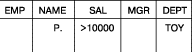 EMP NAME SAL MGR DEPT
P. >10000 TOY